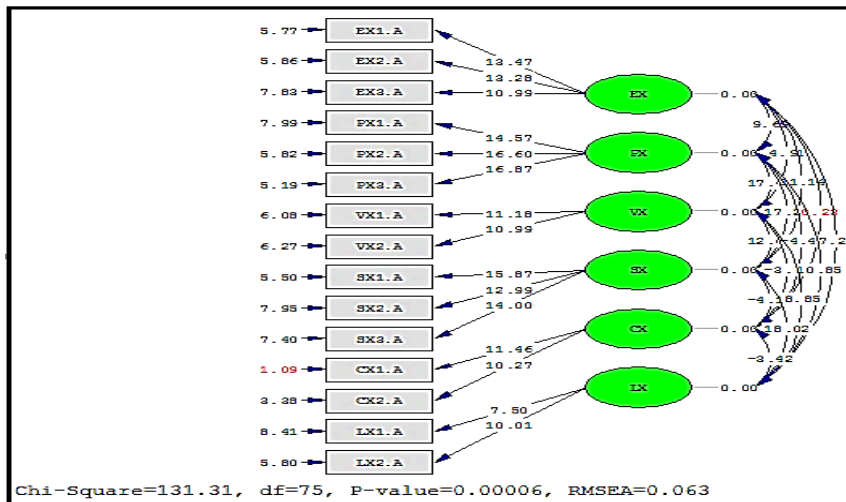 5.77 EX1.A
5.86 EX2.A
7.83 EX3.A
7.99 PX1.A
5.82 PX2.A
5.19 PX3.A
6.08 VX1.A
6.27 VX2.A
5.50 SX1.A
7.95 SX2.A
7.40 SX3.A
1.09 CX1.A
3.38 CX2.A
8.41 LX1.A
5.80 LX2.A
13.47
13.28
10.99
14.57
16.60
16.87
11.18
10.99
15.87
12.99
14.00
11.46
10.27
7.50
10.01
EX 0.00
PX 0.00
VX 0.00
SX 0.00
CX 0.00
LX 0.00
18.02
-3.42
Chi-Square=131.31, df=75, P-value=0.00006, RMSEA=0.063